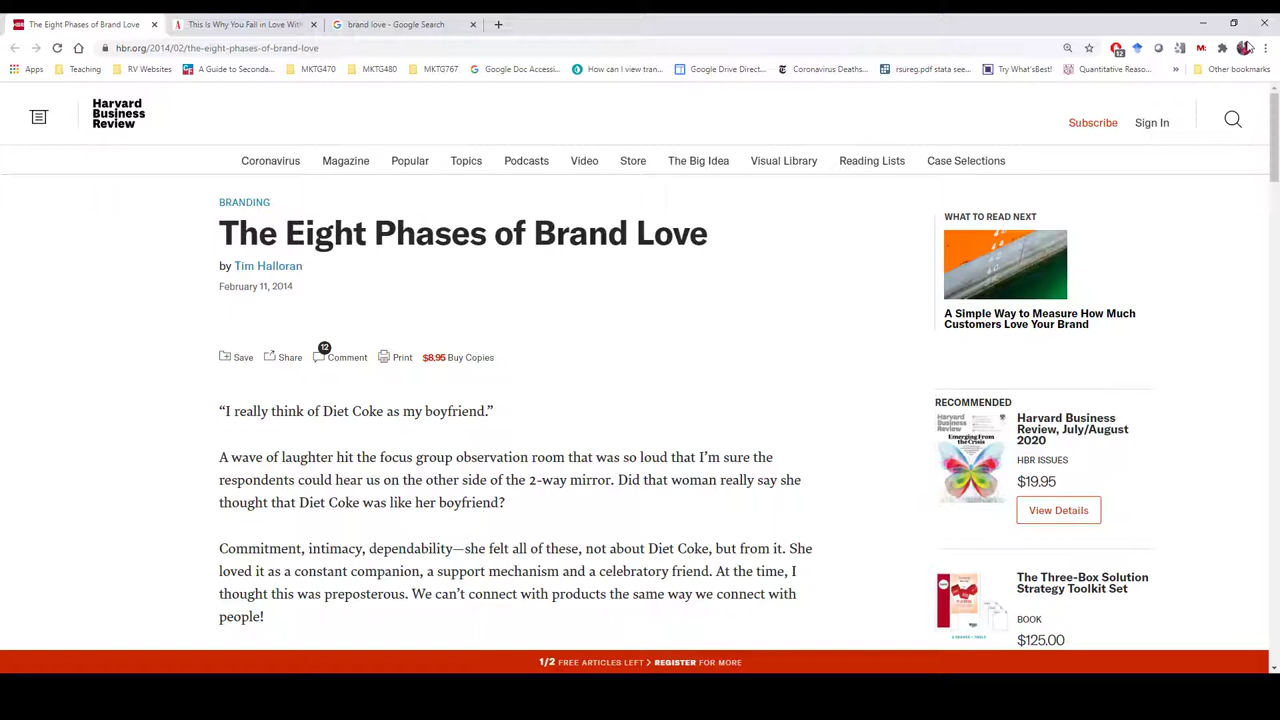 The Eight Phases of Brand Love
This Is Why You Fall in Love With
brand love - Google Search
hbr.org/2014/02/the-eight-phases-of-brand-love
12
M:
Apps
Teaching
RV Websites
A Guide to Seconda...
MKTG470
MKTG480
MKTG767
Google Doc Accessi...
How can I view tran...
Google Drive Direct...
Coronavirus Deaths...
rsureg.pdf stata see...
Try What'sBest!
Quantitative Reaso...
»
Other bookmarks
Harvard
Business
Review
Subscribe
Sign In
Coronavirus
Magazine
Popular
Topics
Podcasts
Video
Store
The Big Idea
Visual Library
Reading Lists
Case Selections
BRANDING
The Eight Phases of Brand Love
by Tim Halloran
February 11, 2014
12
Save
Share
Comment
Print
$8.95 Buy Copies
“I really think of Diet Coke as my boyfriend.”
A wave of laughter hit the focus group observation room that was so loud that I’m sure the
respondents could hear us on the other side of the 2-way mirror. Did that woman really say she
thought that Diet Coke was like her boyfriend?
Commitment, intimacy, dependability—she felt all of these, not about Diet Coke, but from it. She
loved it as a constant companion, a support mechanism and a celebratory friend. At the time, I
thought this was preposterous. We can’t connect with products the same way we connect with
people!
WHAT TO READ NEXT
A Simple Way to Measure How Much
Customers Love Your Brand
RECOMMENDED
Harvard
Business
Review
Emerging From
the Crisis
Harvard Business
Review, July/August
2020
HBR ISSUES
$19.95
View Details
The Three-Box Solution
Strategy Toolkit Set
BOOK
$125.00
1/2 FREE ARTICLES LEFT > REGISTER FOR MORE